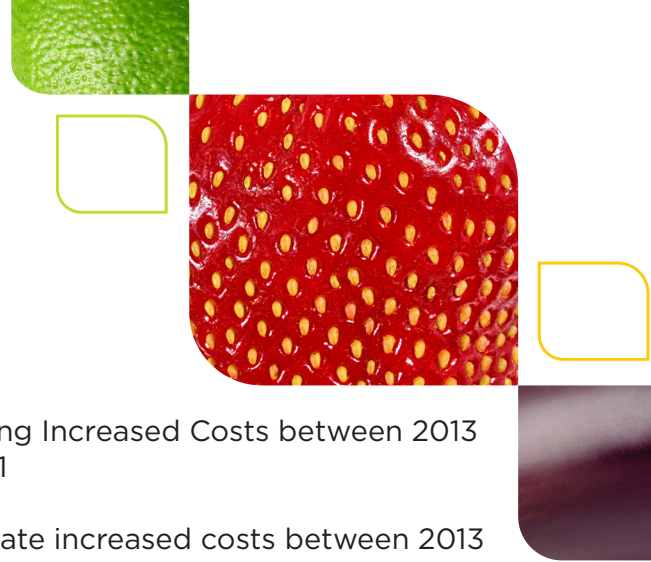 ng Increased Costs between 2013
1
ate increased costs between 2013